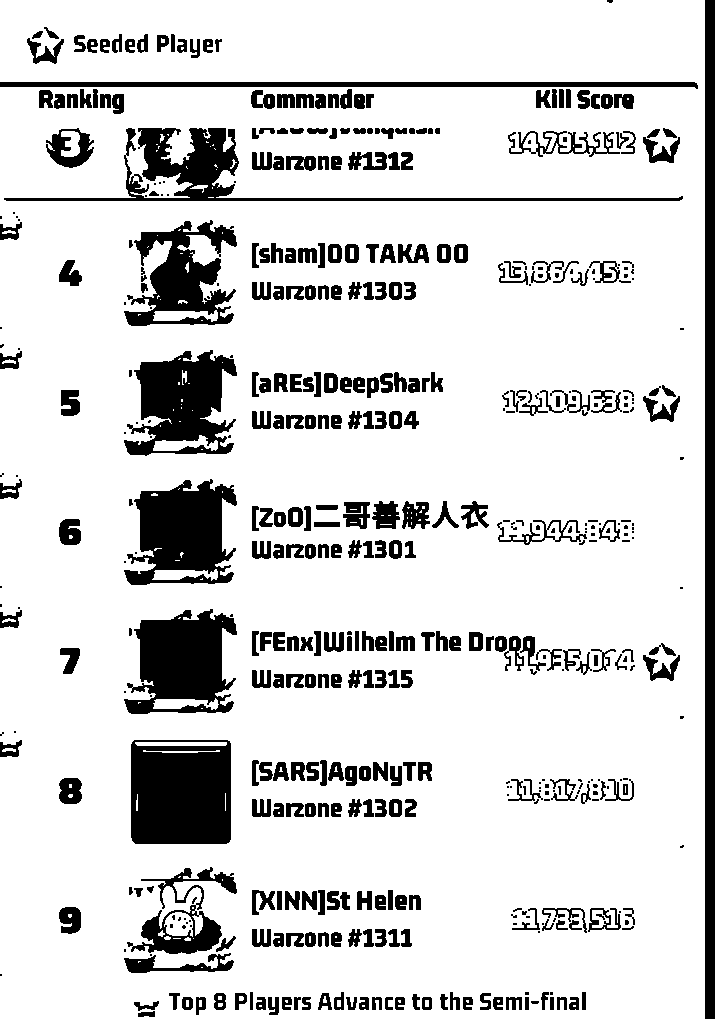 Seeded Player
Ranking Commander Kill Score
3 14,795,112
Warzone #1312
4 [sham]OO TAKA OO 13,864,458
Warzone #1303
5 [aREs]DeepShark 12,109,638
Warzone #1304
6 [ZoO]二哥善解人衣 11,944,848
Warzone #1301
7 [FEnx]Wilhelm The Droog 11,935,014
Warzone #1315
8 [SARS]AgoNyTR 11,817,810
Warzone #1302
9 [XINN]St Helen 11,733,516
Warzone #1311
Top 8 Players Advance to the Semi-final